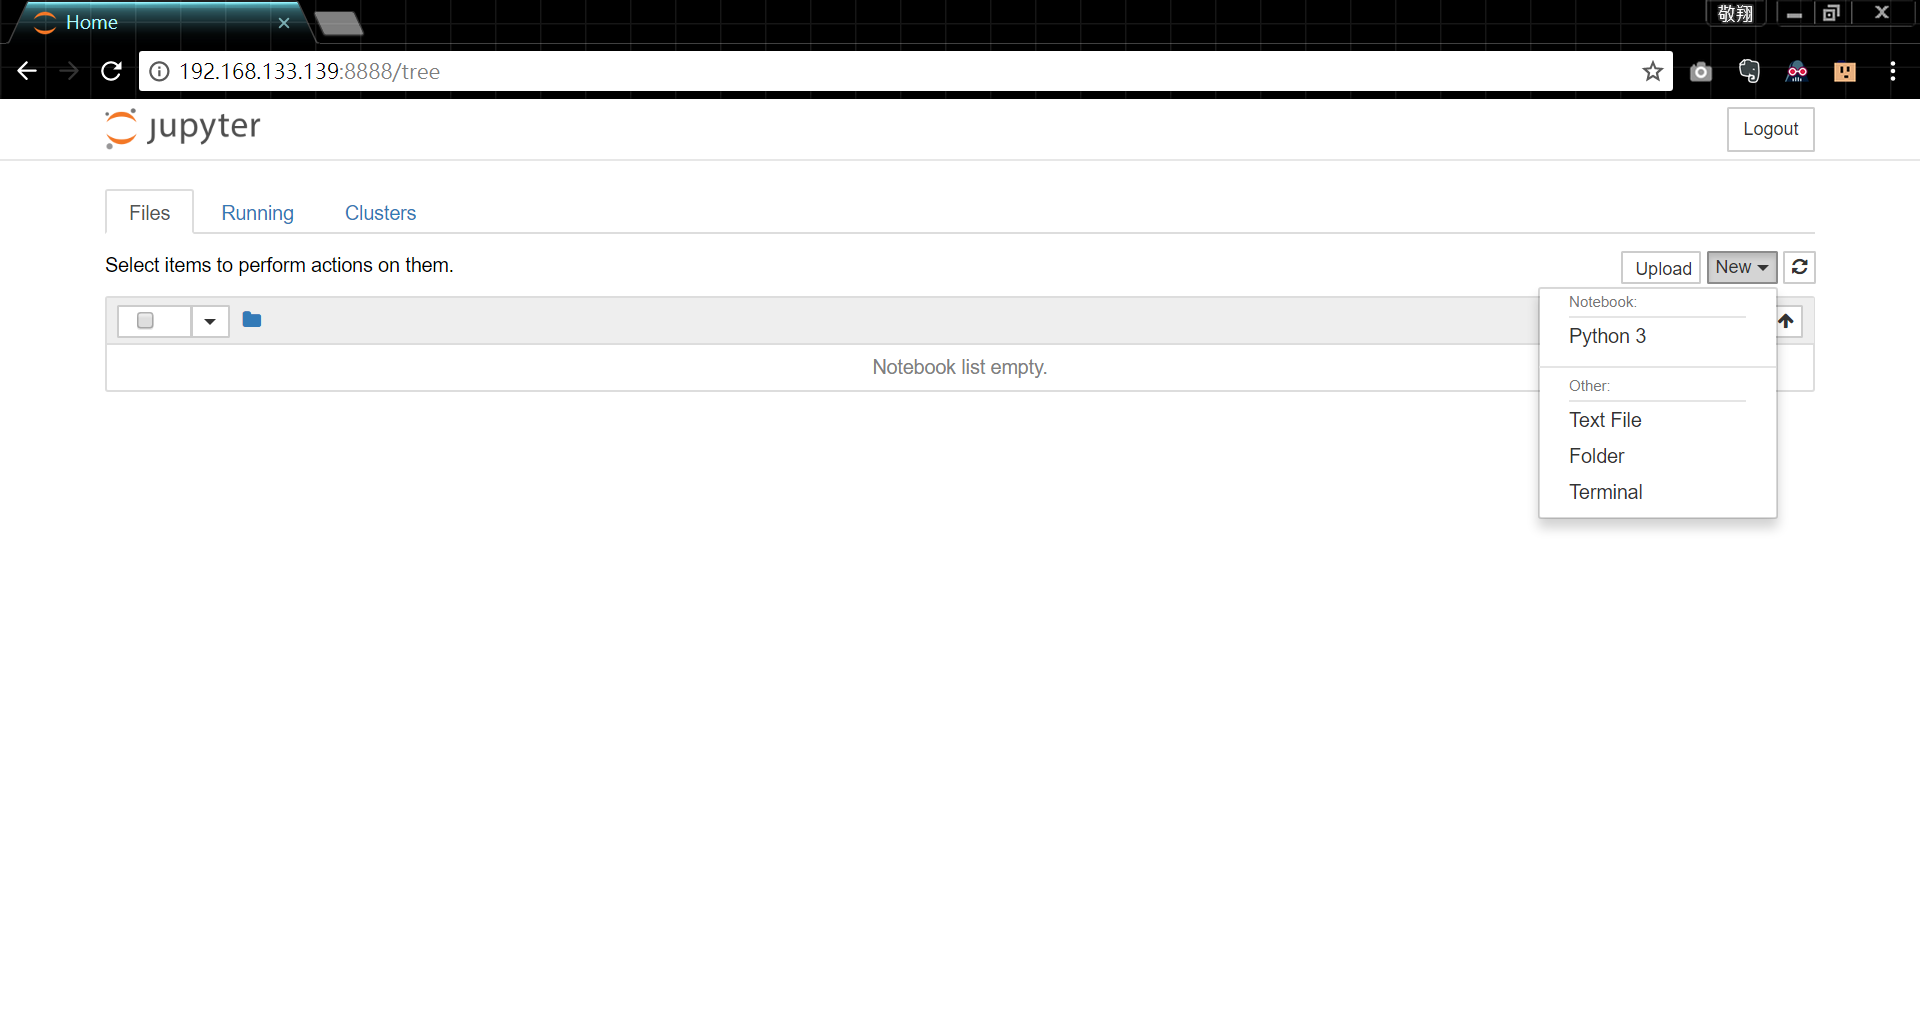 Home
敬翔
192.168.133.139:8888/tree
jupyter
Logout
Files
Running
Clusters
Select items to perform actions on them.
Upload
New
Notebook:
Python 3
Notebook list empty.
Other:
Text File
Folder
Terminal